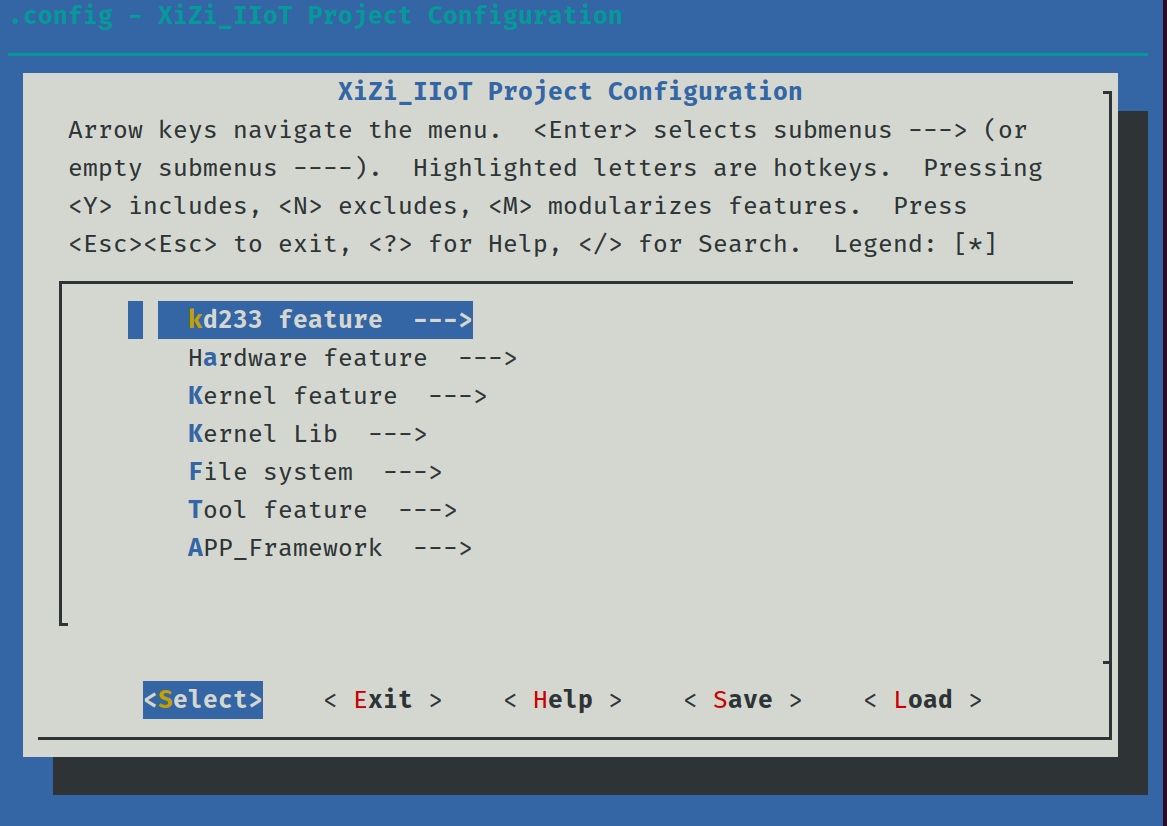 .config - XiZi_IIoT Project Configuration
XiZi_IIoT Project Configuration
Arrow keys navigate the menu.  <Enter> selects submenus ---> (or
empty submenus ----).  Highlighted letters are hotkeys.  Pressing
<Y> includes, <N> excludes, <M> modularizes features.  Press
<Esc><Esc> to exit, <?> for Help, </> for Search.  Legend: [*]
kd233 feature  --->
Hardware feature  --->
Kernel feature  --->
Kernel Lib  --->
File system  --->
Tool feature  --->
APP_Framework  --->
<Select>    < Exit >    < Help >    < Save >    < Load >